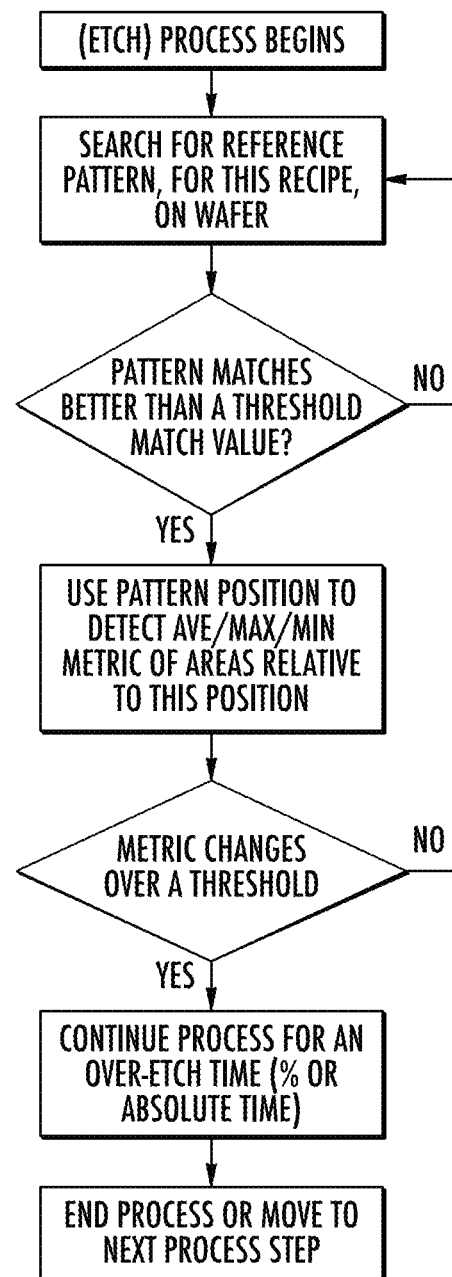 (ETCH) PROCESS BEGINS
SEARCH FOR REFERENCE
PATTERN, FOR THIS RECIPE,
ON WAFER
PATTERN MATCHES
BETTER THAN A THRESHOLD
MATCH VALUE?
NO
YES
USE PATTERN POSITION TO
DETECT AVE/MAX/MIN
METRIC OF AREAS RELATIVE
TO THIS POSITION
METRIC CHANGES
OVER A THRESHOLD
NO
YES
CONTINUE PROCESS FOR AN
OVER-ETCH TIME (% OR
ABSOLUTE TIME)
END PROCESS OR MOVE TO
NEXT PROCESS STEP